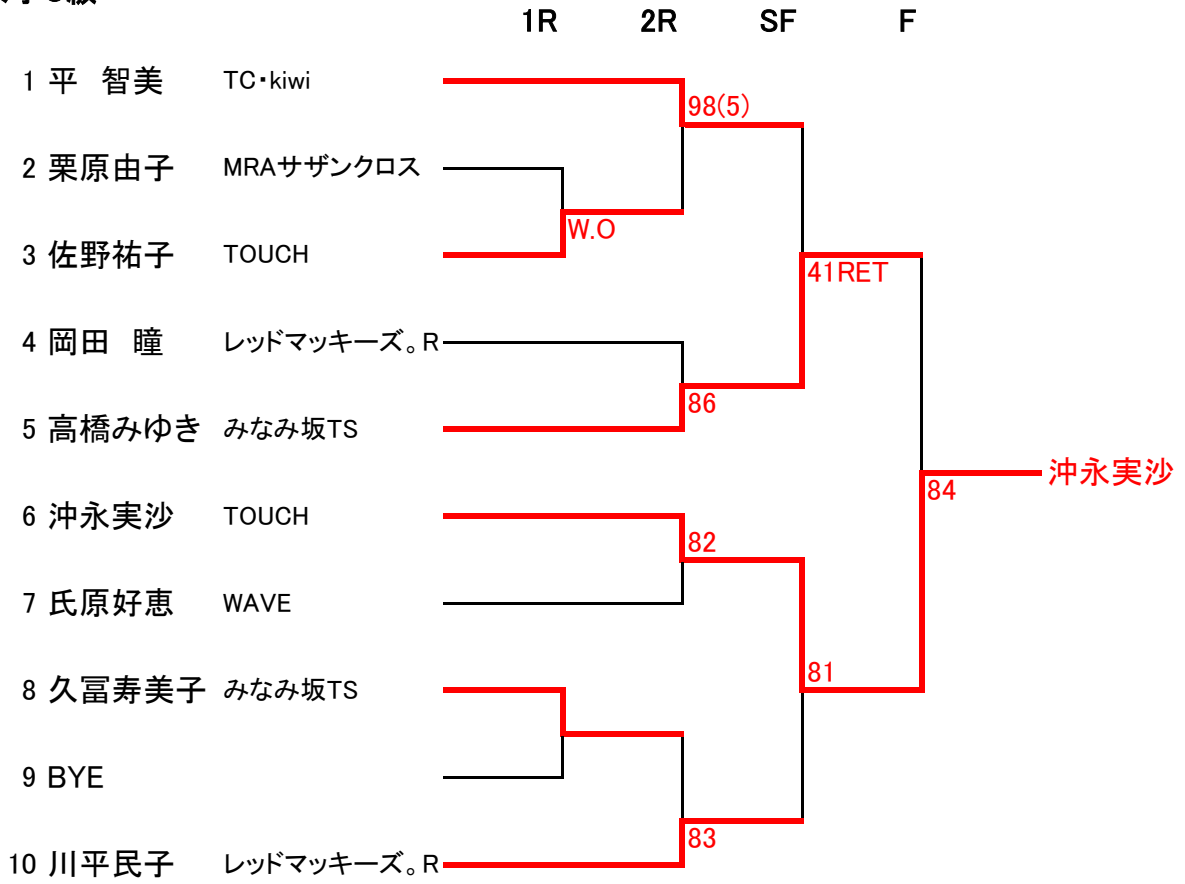 1R 2R SF F
1 平　智美 TC・kiwi
98(5)
2 栗原由子 MRAサザンクロス
W.O
3 佐野祐子 TOUCH
41RET
4 岡田　瞳 レッドマッキーズ。R
86
5 高橋みゆき みなみ坂TS
沖永実沙
84
6 沖永実沙 TOUCH
82
7 氏原好恵 WAVE
81
8 久冨寿美子 みなみ坂TS
9 BYE
83
10 川平民子 レッドマッキーズ。R